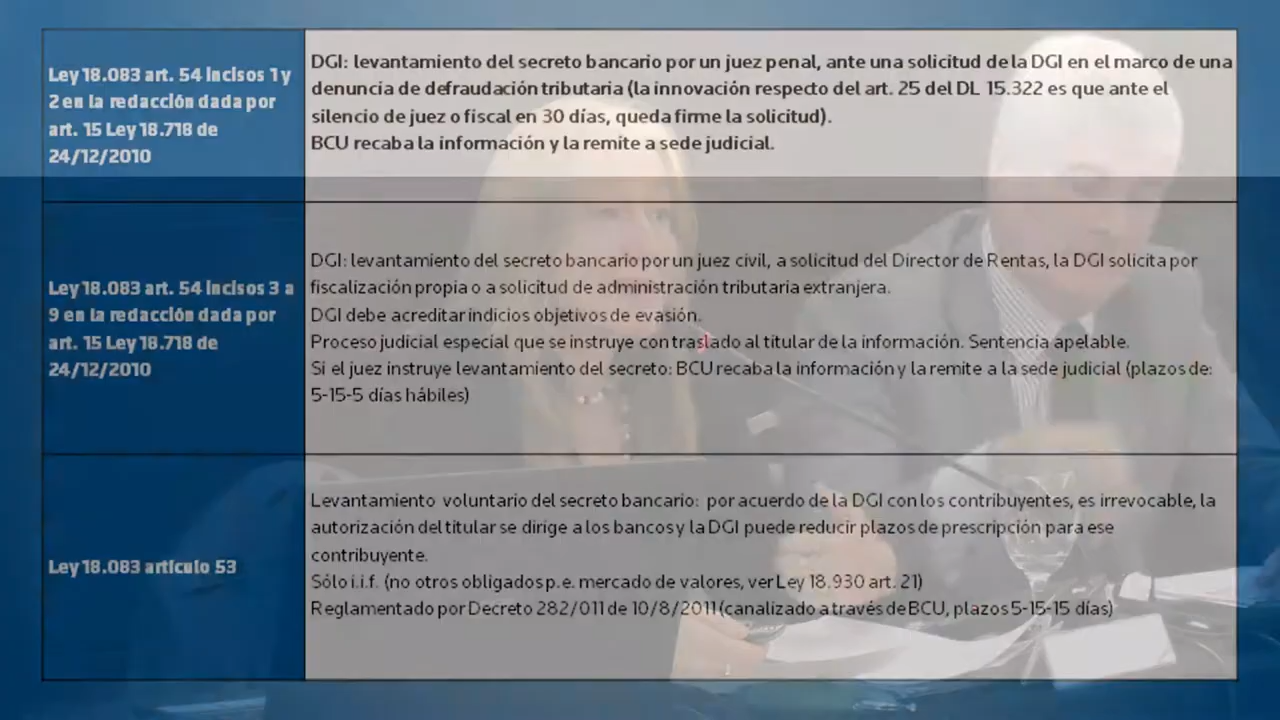 Ley 18.083 art. 54 incisos 1 y
2 en la redacción dada por
art. 15 Ley 18.718 de
24/12/2010
DGI: levantamiento del secreto bancario por un juez penal, ante una solicitud de la DGI en el marco de una
denuncia de defraudación tributaria (la innovación respecto del art. 25 del DL 15.322 es que ante el
silencio de juez o fiscal en 30 días, queda firme la solicitud).
BCU recaba la información y la remite a sede judicial.
Ley 18.083 art. 54 incisos 3 a
9 en la redacción dada por
art. 15 Ley 18.718 de
24/12/2010
DGI: levantamiento del secreto bancario por un juez civil, a solicitud del Director de Rentas, la DGI solicita por
fiscalización propia o a solicitud de administración tributaria extranjera.
DGI debe acreditar indicios objetivos de evasión.
Proceso judicial especial que se instruye con traslado al titular de la información. Sentencia apelable.
Si el juez instruye levantamiento del secreto: BCU recaba la información y la remite a la sede judicial (plazos de:
5-15-5 días hábiles)
Ley 18.083 artículo 53
Levantamiento voluntario del secreto bancario: por acuerdo de la DGI con los contribuyentes, es irrevocable, la
autorización del titular se dirige a los bancos y la DGI puede reducir plazos de prescripción para ese
contribuyente.
Sólo i.i.f. (no otros obligados p.e. mercado de valores, ver Ley 18.930 art. 21)
Reglamentado por Decreto 282/011 de 10/8/2011 (canalizado a través de BCU, plazos 5-15-15 días)